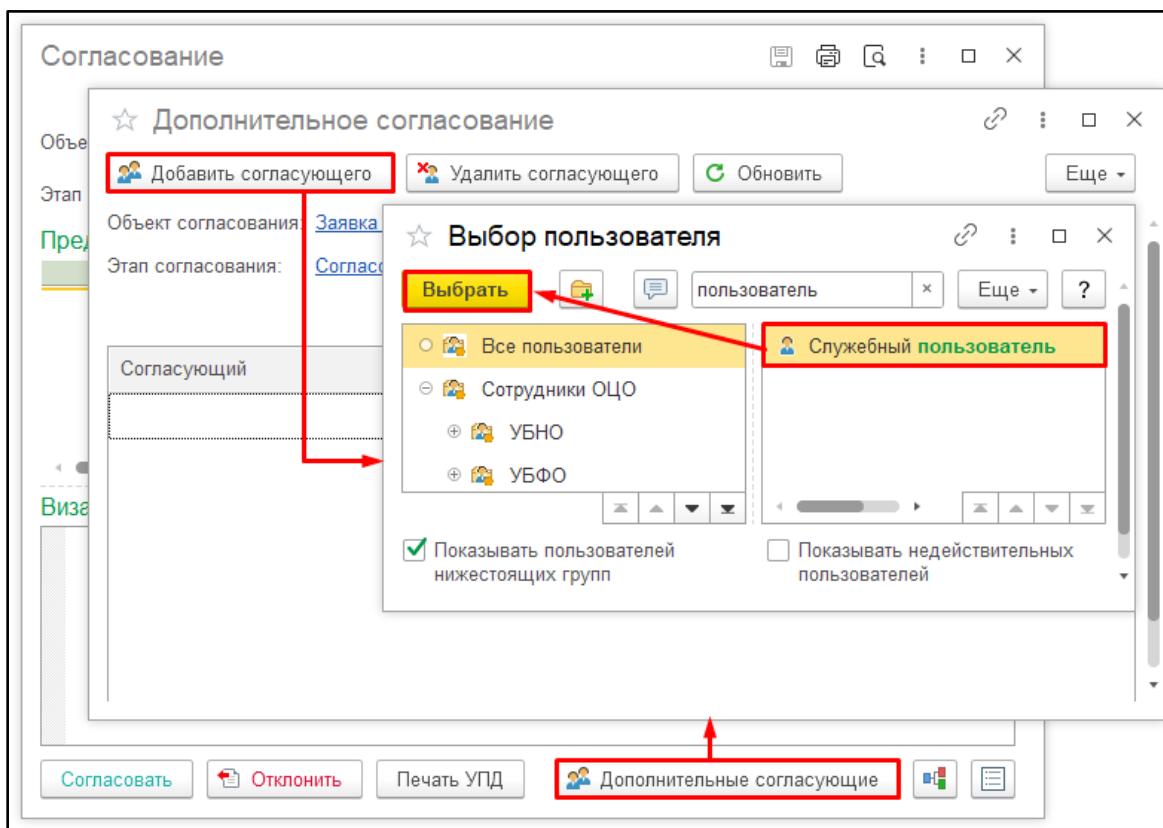 Согласование
Дополнительное согласование
Объе
Добавить согласующего
Удалить согласующего
Обновить
Еще
Этап
Объект согласования:
Заявка
Пред
Этап согласования:
Согласо
Выбор пользователя
Выбрать
пользователь
×
Еще
?
Все пользователи
Служебный пользователь
Согласующий
Сотрудники ОЦО
УБНО
УБФО
Виза
Показывать пользователей
нижестоящих групп
Показывать недействительных
пользователей
Согласовать
Отклонить
Печать УПД
Дополнительные согласующие